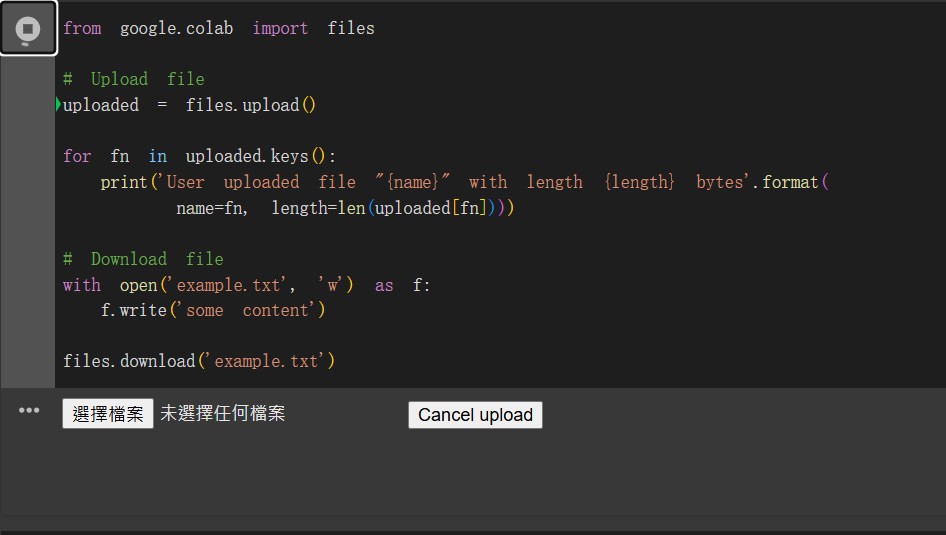 from google.colab import files
# Upload file
uploaded = files.upload()
for fn in uploaded.keys():
    print('User uploaded file "{name}" with length {length} bytes'.format(
            name=fn, length=len(uploaded[fn])))
# Download file
with open('example.txt', 'w') as f:
    f.write('some content')
files.download('example.txt')
選擇檔案 未選擇任何檔案 Cancel upload